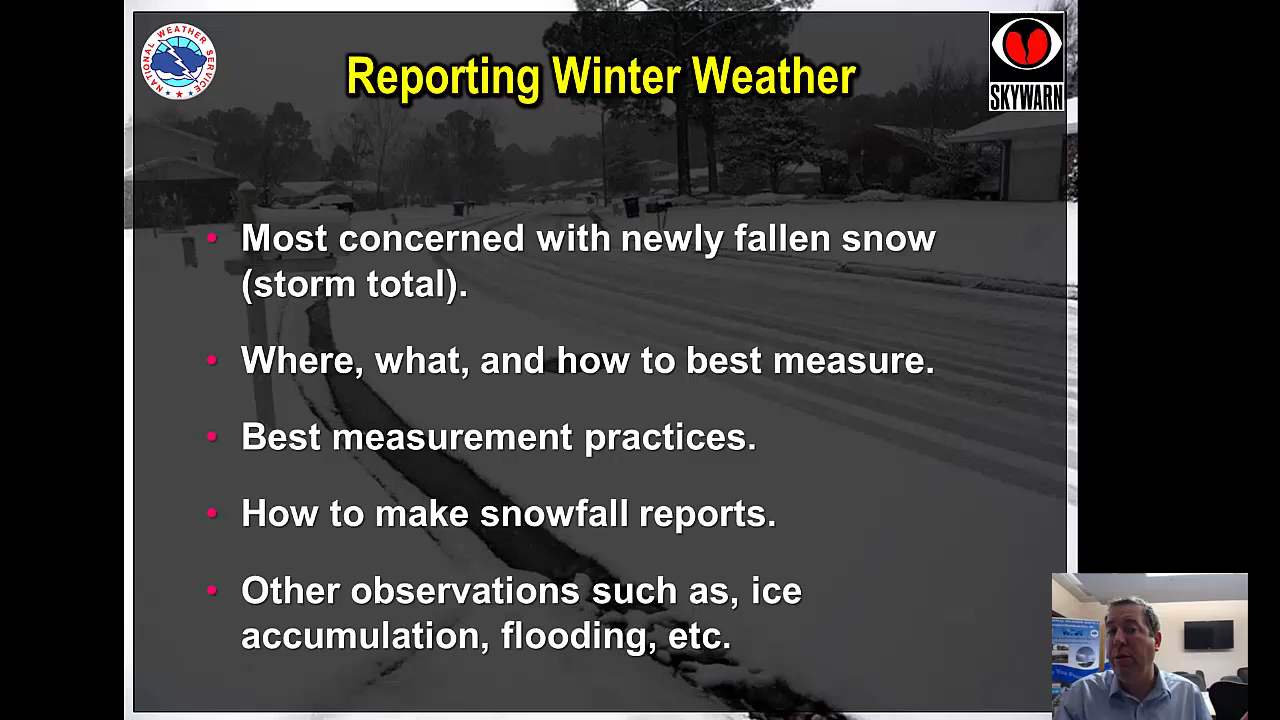 NATIONAL WEATHER SERVICE
Reporting Winter Weather
SKYWARN
• Most concerned with newly fallen snow
(storm total).
• Where, what, and how to best measure.
• Best measurement practices.
• How to make snowfall reports.
• Other observations such as, ice
accumulation, flooding, etc.